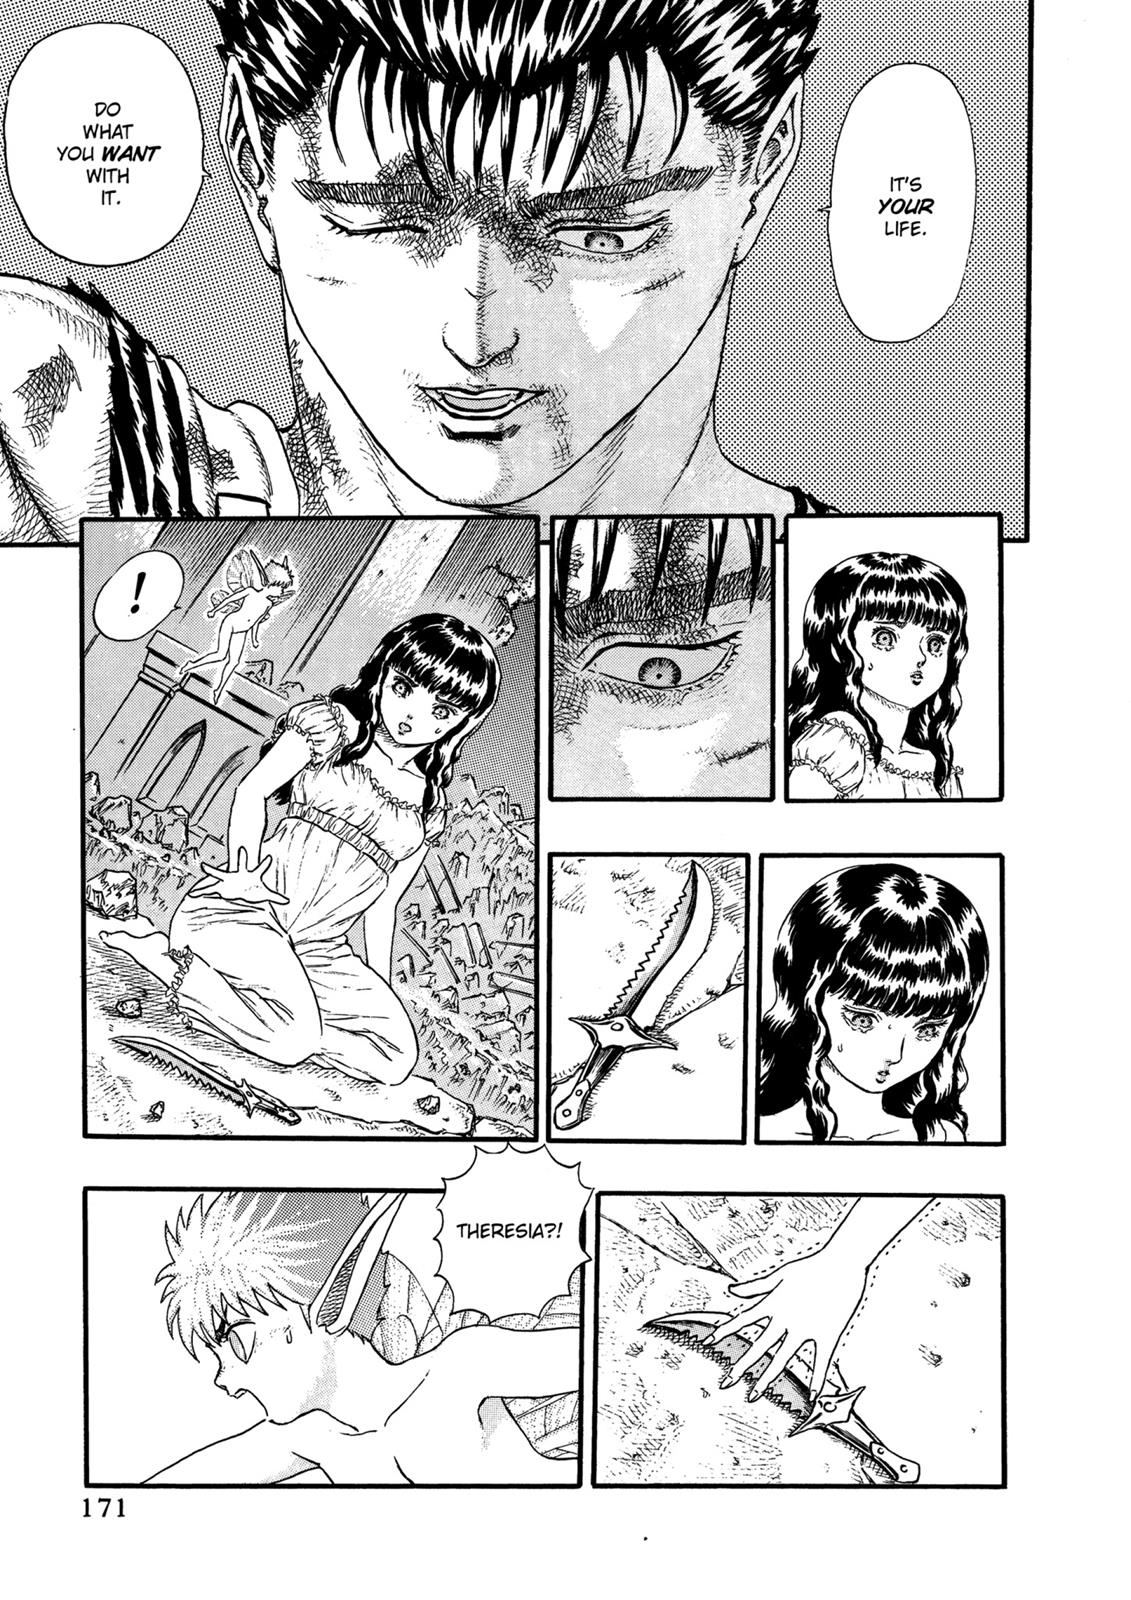 IT'S
YOUR
LIFE.
DO
WHAT
YOU WANT
WITH
IT.
!
THERESIA?!
171